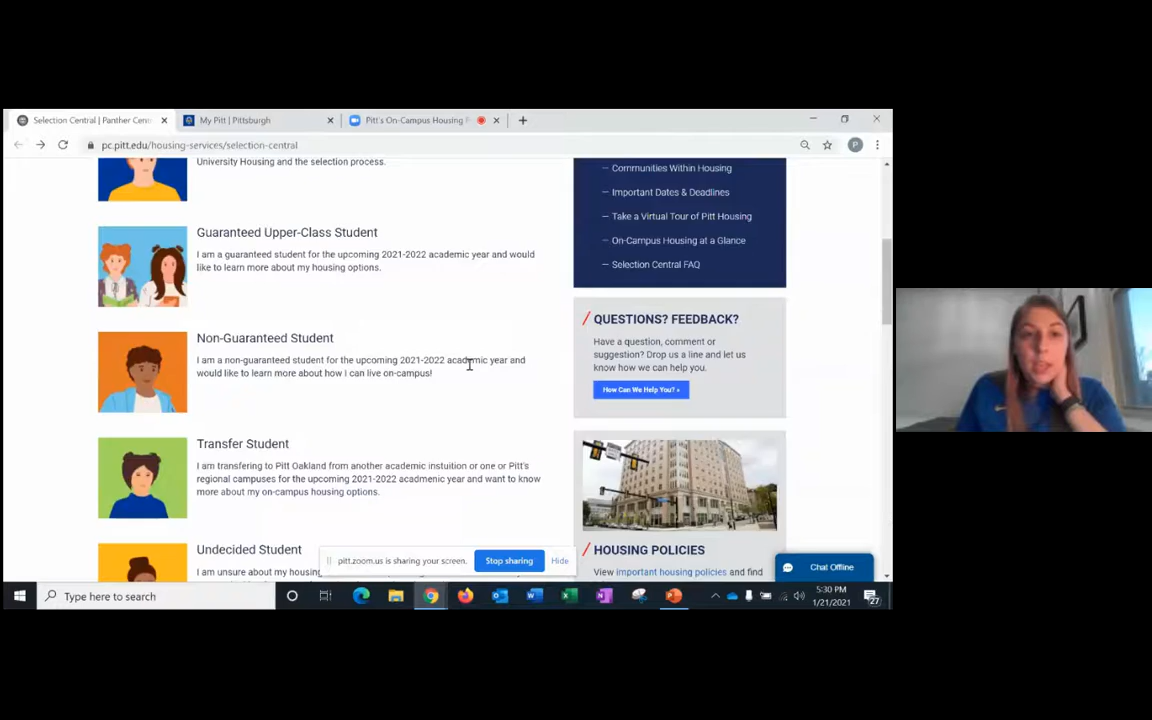 Selection Central | Panther Cen
My Pitt | Pittsburgh
Pitt's On-Campus Housing
pc.pitt.edu/housing-services/selection-central
P
University Housing and the selection process.
Guaranteed Upper-Class Student
I am a guaranteed student for the upcoming 2021-2022 academic year and would
like to learn more about my housing options.
Non-Guaranteed Student
I am a non-guaranteed student for the upcoming 2021-2022 academic year and
would like to learn more about how I can live on-campus!
Transfer Student
I am transfering to Pitt Oakland from another academic instuition or one or Pitt's
regional campuses for the upcoming 2021-2022 acadmenic year and want to know
more about my on-campus housing options.
Undecided Student
I am unsure about my housing
— Communities Within Housing
— Important Dates & Deadlines
— Take a Virtual Tour of Pitt Housing
— On-Campus Housing at a Glance
— Selection Central FAQ
QUESTIONS? FEEDBACK?
Have a question, comment or
suggestion? Drop us a line and let us
know how we can help you.
How Can We Help You? »
HOUSING POLICIES
View important housing policies and find
pitt.zoom.us is sharing your screen.
Stop sharing
Hide
Chat Offline
Type here to search
5:30 PM
1/21/2021
27